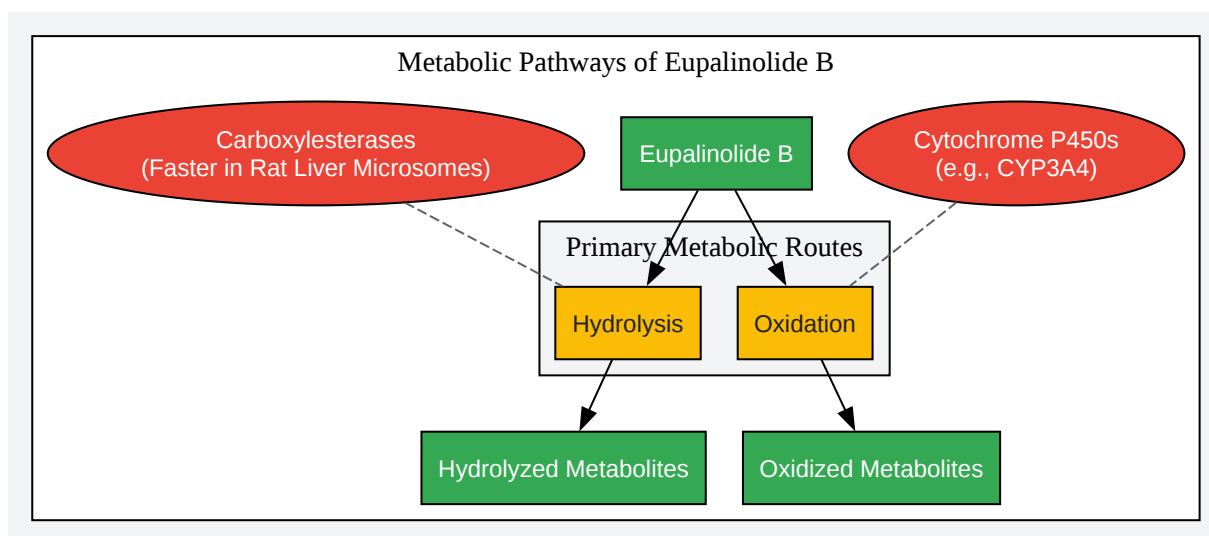 Metabolic Pathways of Eupalinolide B
Carboxylesterases
(Faster in Rat Liver Microsomes)
Eupalinolide B
Cytochrome P450s
(e.g., CYP3A4)
Primary Metabolic Routes
Hydrolysis
Oxidation
Hydrolyzed Metabolites
Oxidized Metabolites